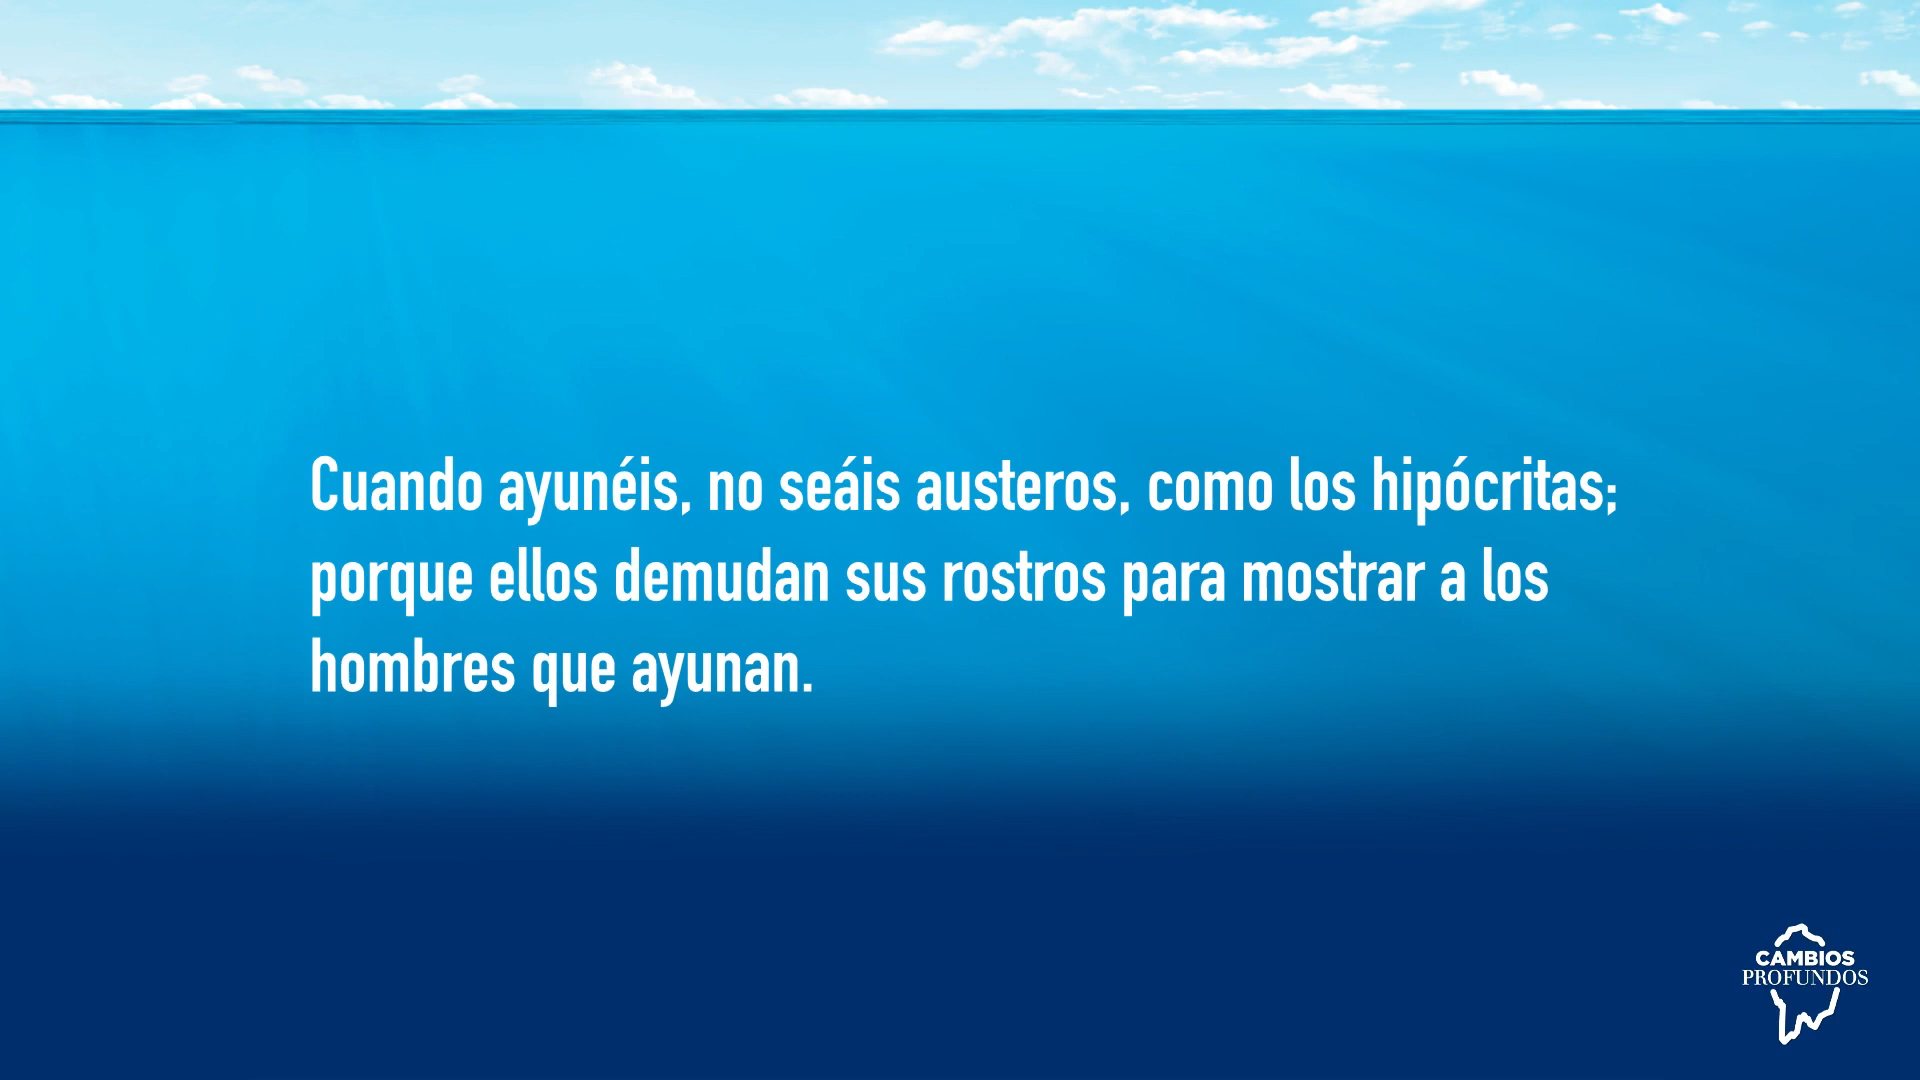 Cuando ayunéis, no seáis austeros, como los hipócritas;
porque ellos demudan sus rostros para mostrar a los
hombres que ayunan.
CAMBIOS
PROFUNDOS